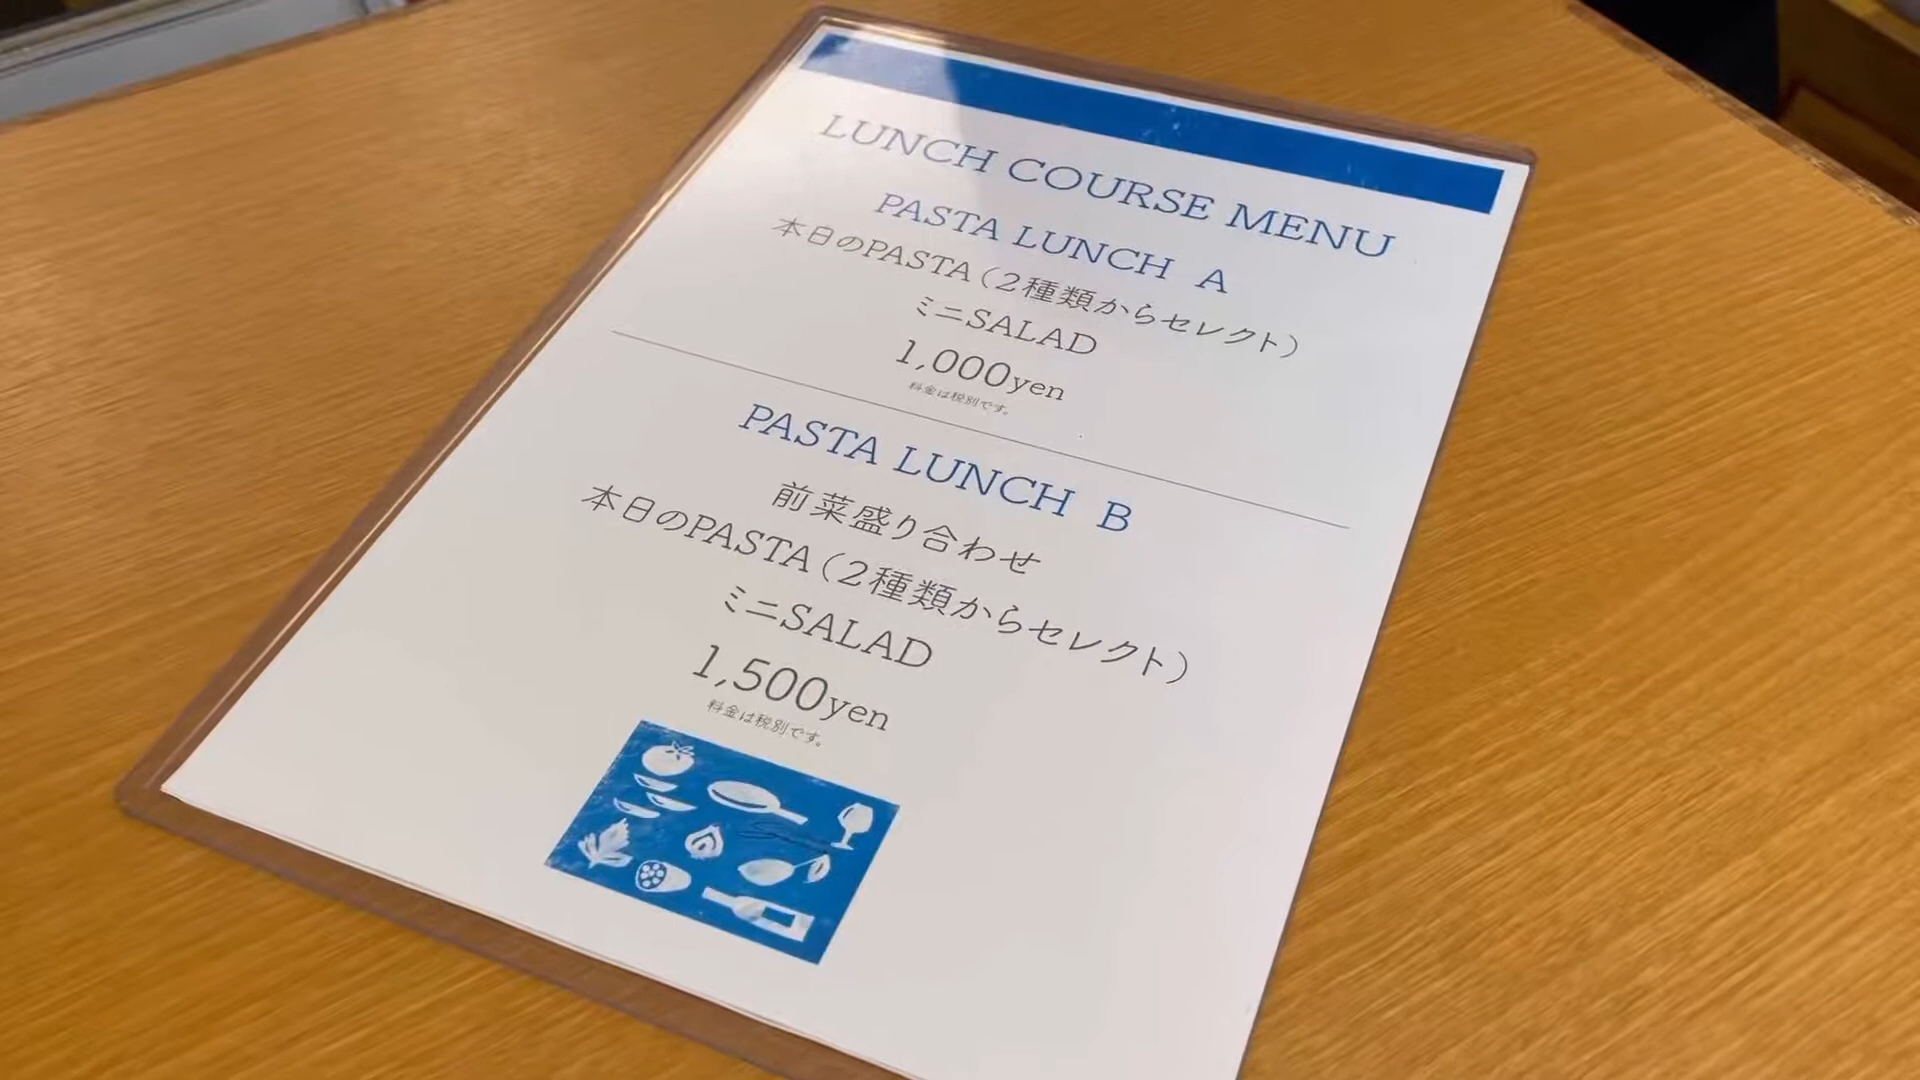 LUNCH COURSE MENU
PASTA LUNCH A
本日のPASTA（2種類からセレクト）
ミニSALAD
1,000yen
料金は税別です。
PASTA LUNCH B
前菜盛り合わせ
本日のPASTA（2種類からセレクト）
ミニSALAD
1,500yen
料金は税別です。